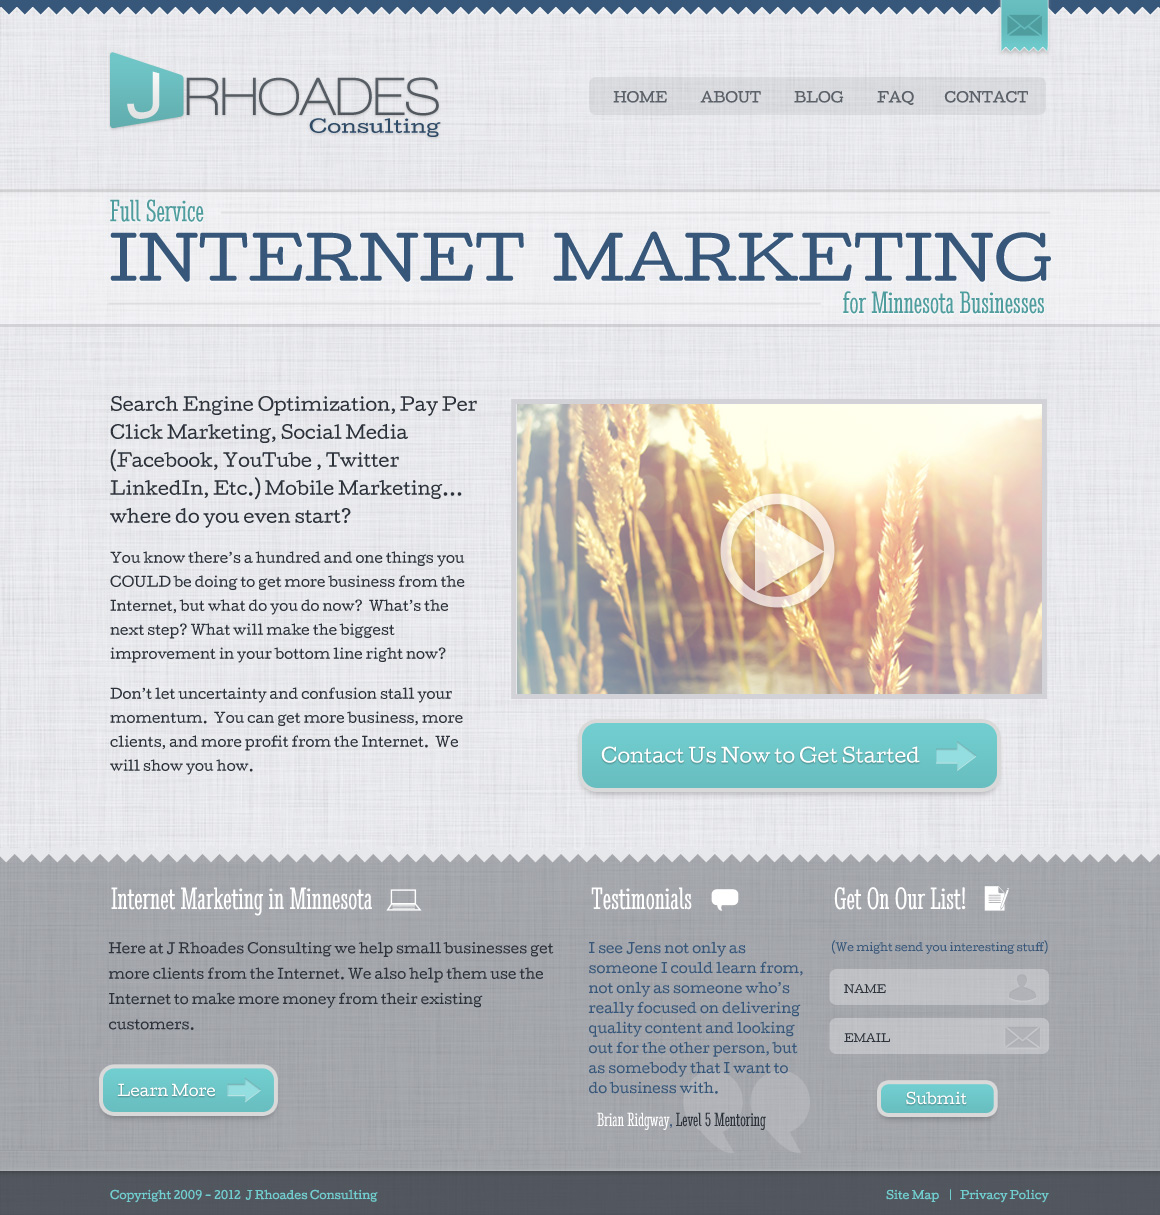 J RHOADES
Consulting
HOME ABOUT BLOG FAQ CONTACT
Full Service
INTERNET MARKETING
for Minnesota Businesses
Search Engine Optimization, Pay Per
Click Marketing, Social Media
(Facebook, YouTube , Twitter
LinkedIn, Etc.) Mobile Marketing...
where do you even start?
You know there's a hundred and one things you
COULD be doing to get more business from the
Internet, but what do you do now? What's the
next step? What will make the biggest
improvement in your bottom line right now?
Don't let uncertainty and confusion stall your
momentum. You can get more business, more
clients, and more profit from the Internet. We
will show you how.
Contact Us Now to Get Started
Internet Marketing in Minnesota
Here at J Rhoades Consulting we help small businesses get
more clients from the Internet. We also help them use the
Internet to make more money from their existing
customers.
Learn More
Testimonials
I see Jens not only as
someone I could learn from,
not only as someone who's
really focused on delivering
quality content and looking
out for the other person, but
as somebody that I want to
do business with.
Brian Ridgway, Level 5 Mentoring
Get On Our List!
(We might send you interesting stuff)
NAME
EMAIL
Submit
Copyright 2009 - 2012 J Rhoades Consulting
Site Map | Privacy Policy